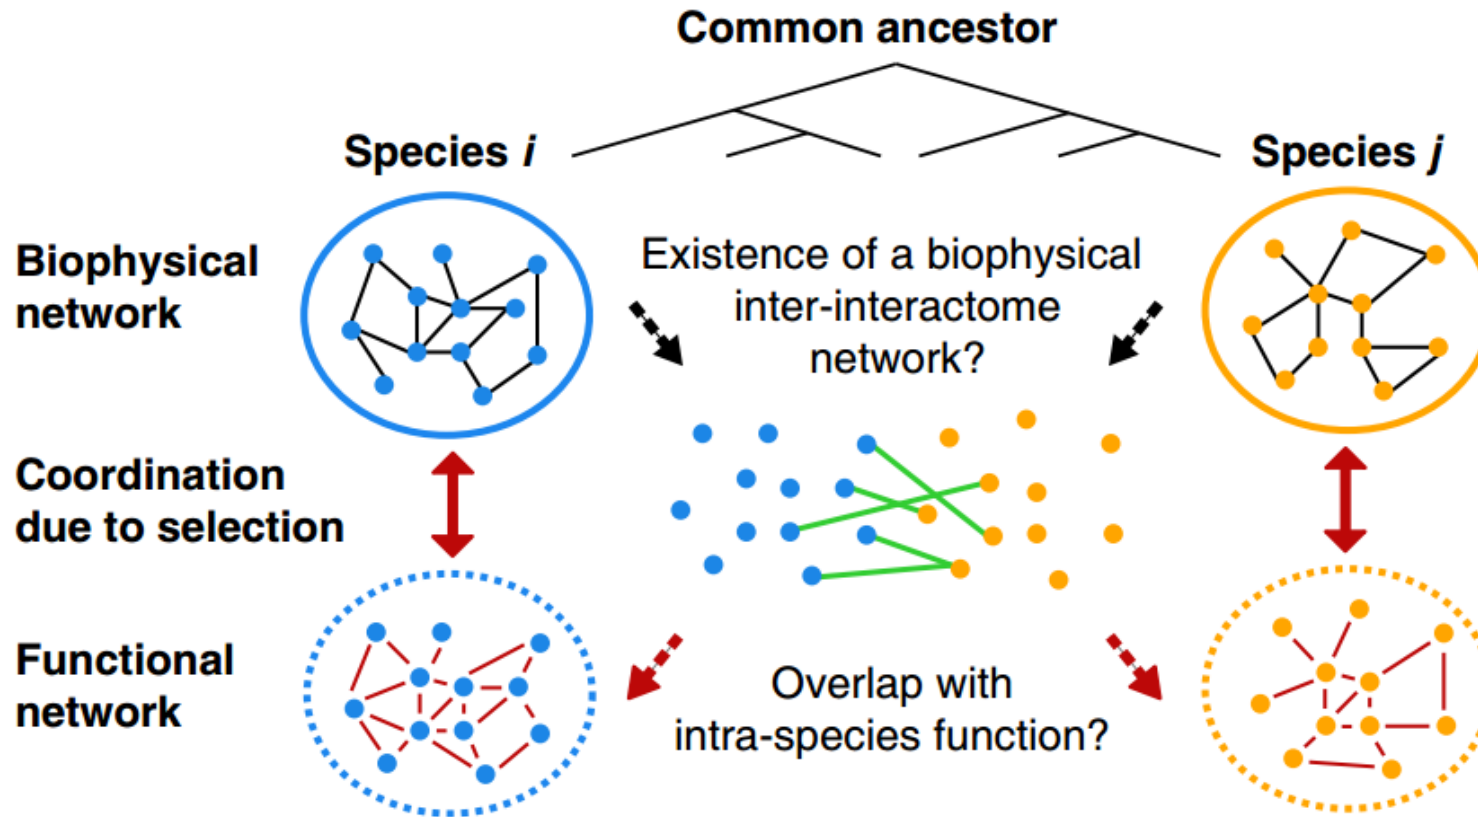 Common ancestor
Species i
Species j
Biophysical
network
Existence of a biophysical
inter-interactome
network?
Coordination
due to selection
Functional
network
Overlap with
intra-species function?